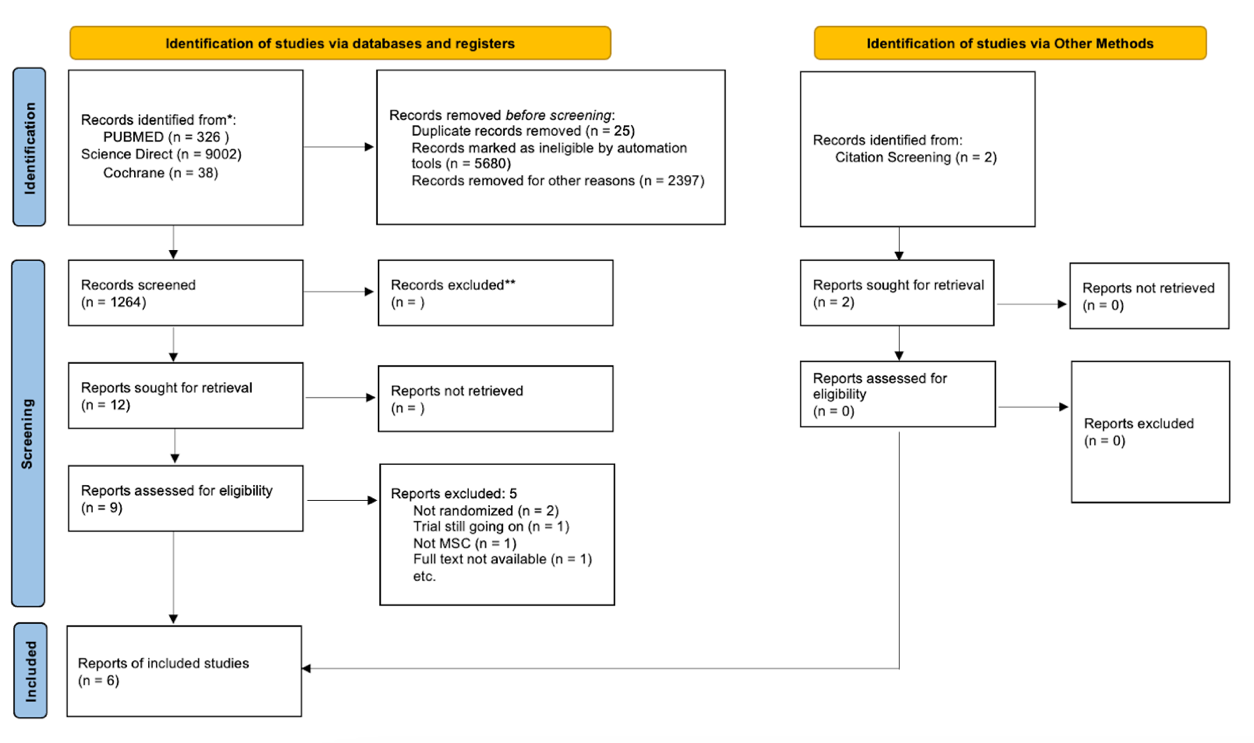 Identification of studies via databases and registers
Identification of studies via Other Methods
Identification
Records identified from*:
PUBMED (n = 326 )
Science Direct (n = 9002)
Cochrane (n = 38)
Records removed before screening:
Duplicate records removed (n = 25)
Records marked as ineligible by automation
tools (n = 5680)
Records removed for other reasons (n = 2397)
Records identified from:
Citation Screening (n = 2)
Screening
Records screened
(n = 1264)
Records excluded**
(n = )
Reports sought for retrieval
(n = 2)
Reports not retrieved
(n = 0)
Reports sought for retrieval
(n = 12)
Reports not retrieved
(n = )
Reports assessed for
eligibility
(n = 0)
Reports excluded
(n = 0)
Reports assessed for eligibility
(n = 9)
Reports excluded: 5
Not randomized (n = 2)
Trial still going on (n = 1)
Not MSC (n = 1)
Full text not available (n = 1)
etc.
Included
Reports of included studies
(n = 6)